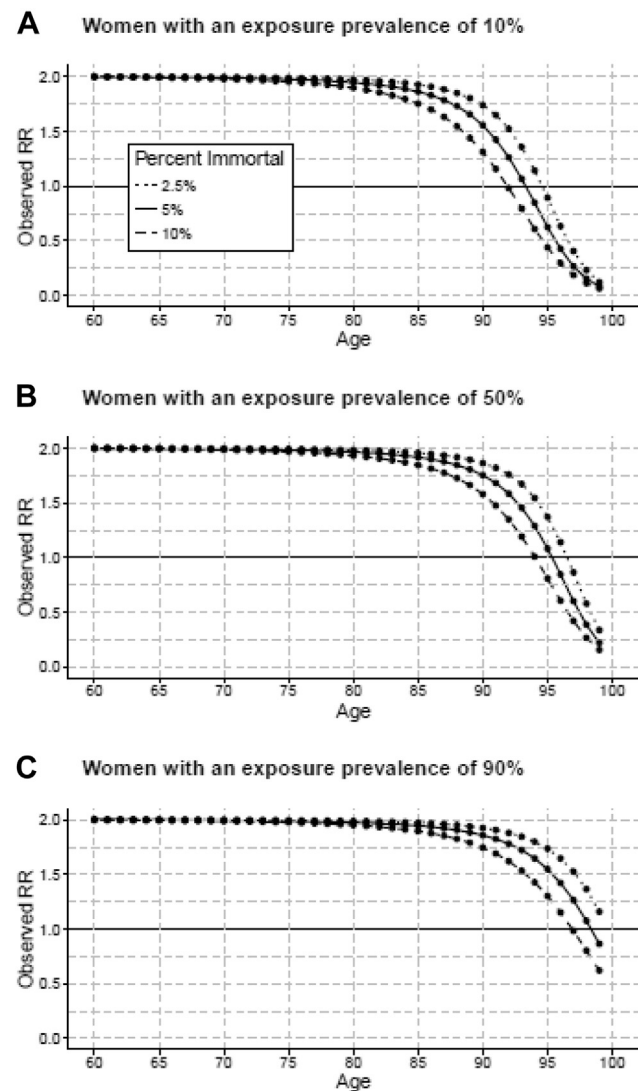 A Women with an exposure prevalence of 10%
2.0
1.5
1.0
0.5
0.0
Observed RR
Percent Immortal
2.5%
5%
10%
60 65 70 75 80 85 90 95 100
Age
B Women with an exposure prevalence of 50%
2.0
1.5
1.0
0.5
0.0
Observed RR
60 65 70 75 80 85 90 95 100
Age
C Women with an exposure prevalence of 90%
2.0
1.5
1.0
0.5
0.0
Observed RR
60 65 70 75 80 85 90 95 100
Age